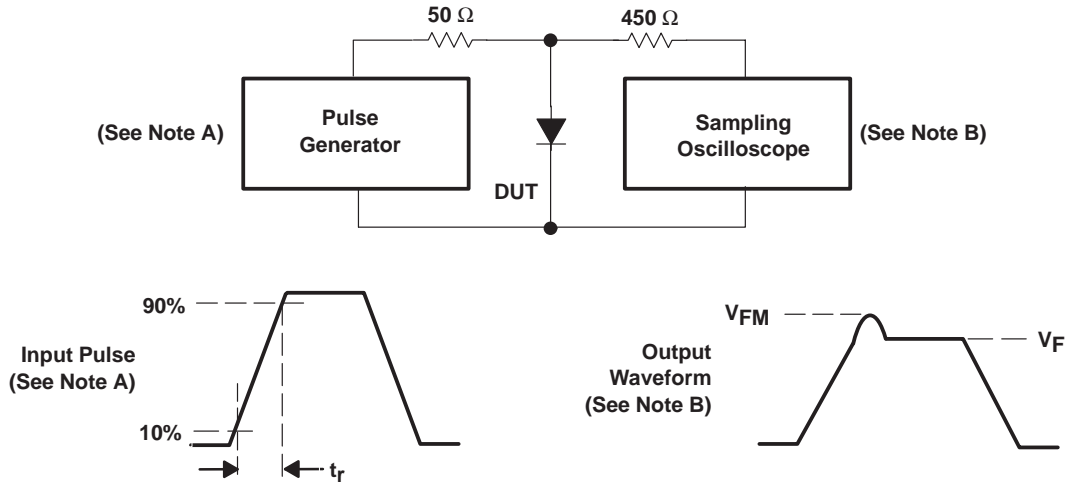 50 Ω
450 Ω
(See Note A)
Pulse
Generator
DUT
Sampling
Oscilloscope
(See Note B)
90%
Input Pulse
(See Note A)
10%
tr
VFM
VF
Output
Waveform
(See Note B)